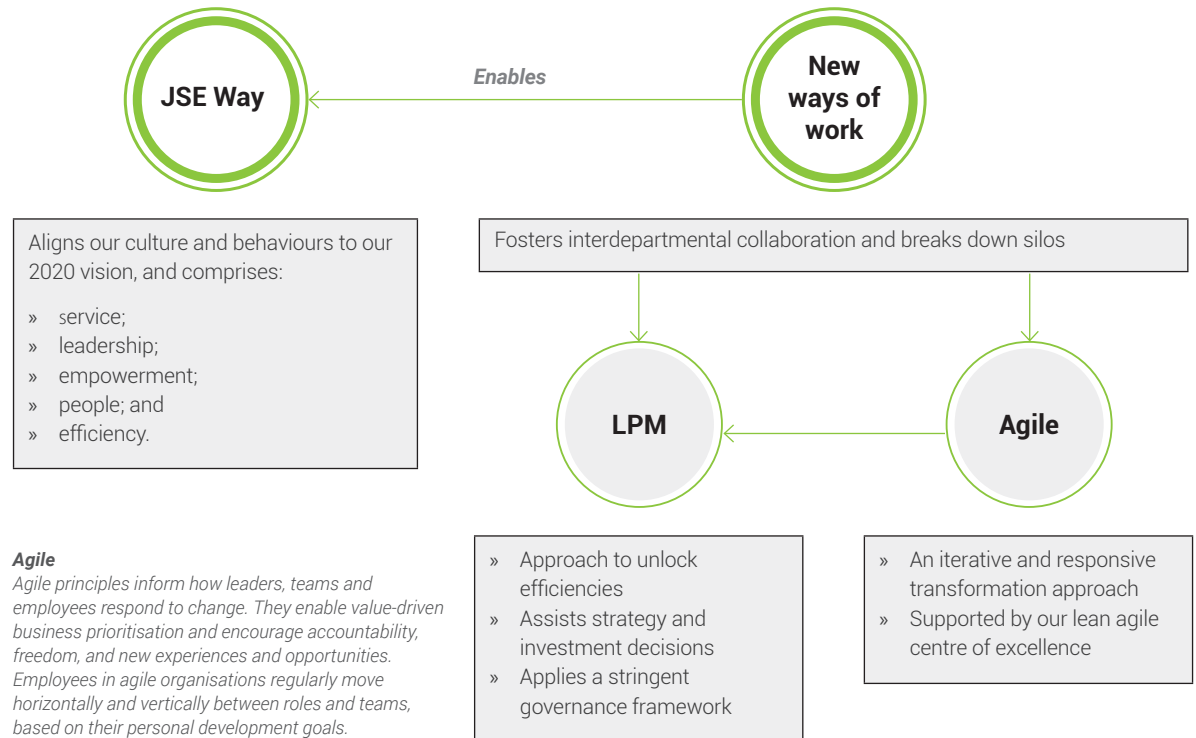 JSE Way
Enables
New
ways of
work
Aligns our culture and behaviours to our
2020 vision, and comprises:
» service;
» leadership;
» empowerment;
» people; and
» efficiency.
Fosters interdepartmental collaboration and breaks down silos
LPM
Agile
Agile
Agile principles inform how leaders, teams and
employees respond to change. They enable value-driven
business prioritisation and encourage accountability,
freedom, and new experiences and opportunities.
Employees in agile organisations regularly move
horizontally and vertically between roles and teams,
based on their personal development goals.
» Approach to unlock
efficiencies
» Assists strategy and
investment decisions
» Applies a stringent
governance framework
» An iterative and responsive
transformation approach
» Supported by our lean agile
centre of excellence